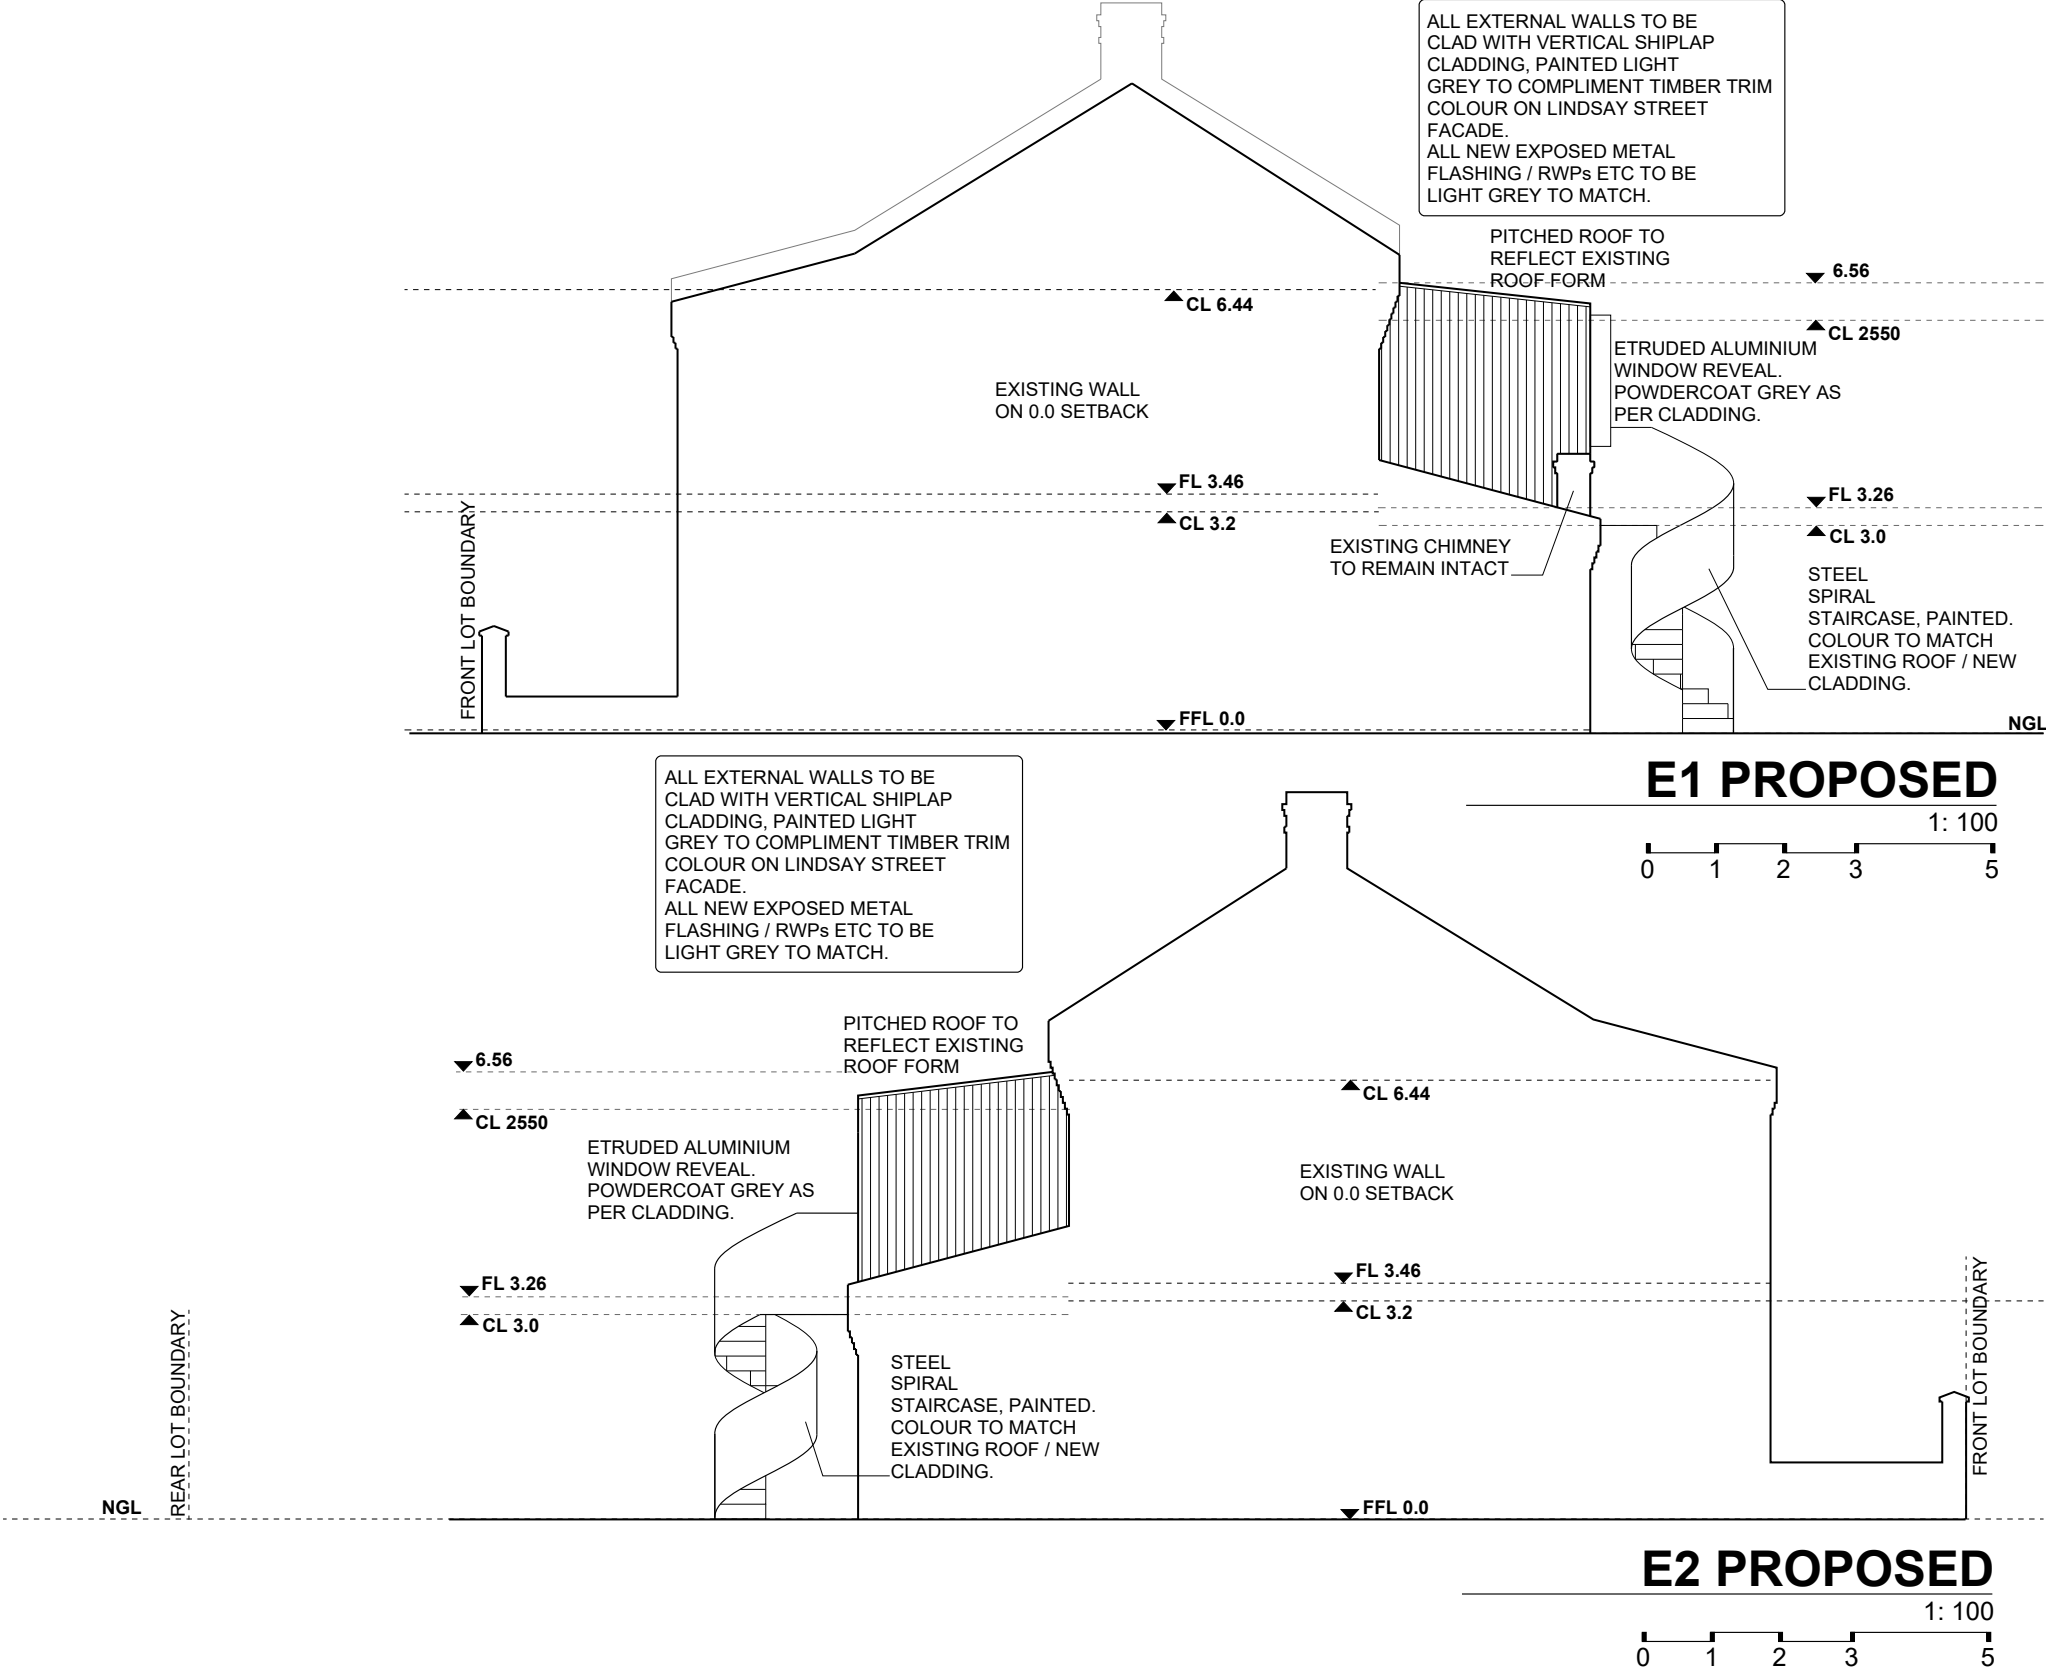 ALL EXTERNAL WALLS TO BE
CLAD WITH VERTICAL SHIPLAP
CLADDING, PAINTED LIGHT
GREY TO COMPLIMENT TIMBER TRIM
COLOUR ON LINDSAY STREET
FACADE.
ALL NEW EXPOSED METAL
FLASHING / RWPs ETC TO BE
LIGHT GREY TO MATCH.
PITCHED ROOF TO
REFLECT EXISTING
ROOF FORM
6.56
CL 6.44
CL 2550
ETRUDED ALUMINIUM
WINDOW REVEAL.
POWDERCOAT GREY AS
PER CLADDING.
EXISTING WALL
ON 0.0 SETBACK
FL 3.46
CL 3.2
FL 3.26
CL 3.0
EXISTING CHIMNEY
TO REMAIN INTACT
STEEL
SPIRAL
STAIRCASE, PAINTED.
COLOUR TO MATCH
EXISTING ROOF / NEW
CLADDING.
FRONT LOT BOUNDARY
FFL 0.0
NGL
E1 PROPOSED
1: 100
0 1 2 3 5
ALL EXTERNAL WALLS TO BE
CLAD WITH VERTICAL SHIPLAP
CLADDING, PAINTED LIGHT
GREY TO COMPLIMENT TIMBER TRIM
COLOUR ON LINDSAY STREET
FACADE.
ALL NEW EXPOSED METAL
FLASHING / RWPs ETC TO BE
LIGHT GREY TO MATCH.
PITCHED ROOF TO
REFLECT EXISTING
ROOF FORM
6.56
CL 6.44
CL 2550
ETRUDED ALUMINIUM
WINDOW REVEAL.
POWDERCOAT GREY AS
PER CLADDING.
EXISTING WALL
ON 0.0 SETBACK
FL 3.26
CL 3.0
FL 3.46
CL 3.2
STEEL
SPIRAL
STAIRCASE, PAINTED.
COLOUR TO MATCH
EXISTING ROOF / NEW
CLADDING.
REAR LOT BOUNDARY
FRONT LOT BOUNDARY
NGL
FFL 0.0
E2 PROPOSED
1: 100
0 1 2 3 5